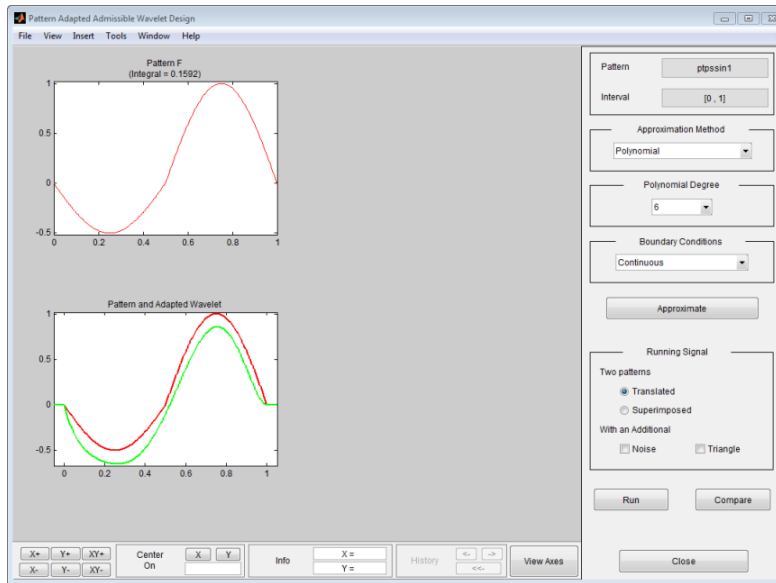 Pattern Adapted Admissible Wavelet Design
File View Insert Tools Window Help
Pattern F
(Integral = 0.1592)
1
0.5
0
-0.5
0 0.2 0.4 0.6 0.8 1
Pattern and Adapted Wavelet
1
0.5
0
-0.5
0 0.2 0.4 0.6 0.8 1
Pattern ptpssin1
Interval [0 , 1]
Approximation Method
Polynomial
Polynomial Degree
6
Boundary Conditions
Continuous
Approximate
Running Signal
Two patterns
Translated
Superimposed
With an Additional
Noise Triangle
Run Compare
Close
X+ Y+ XY+
X- Y- XY-
Center
On
X Y
Info
X =
Y =
History
<- ->
<<-
View Axes